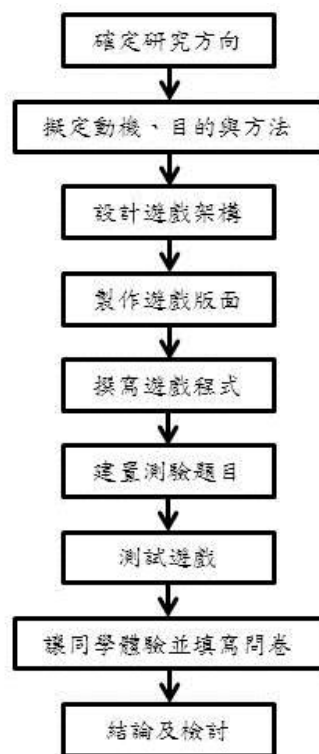 確定研究方向
擬定動機、目的與方法
設計遊戲架構
製作遊戲版面
撰寫遊戲程式
建置測驗題目
測試遊戲
讓同學體驗並填寫問卷
結論及檢討